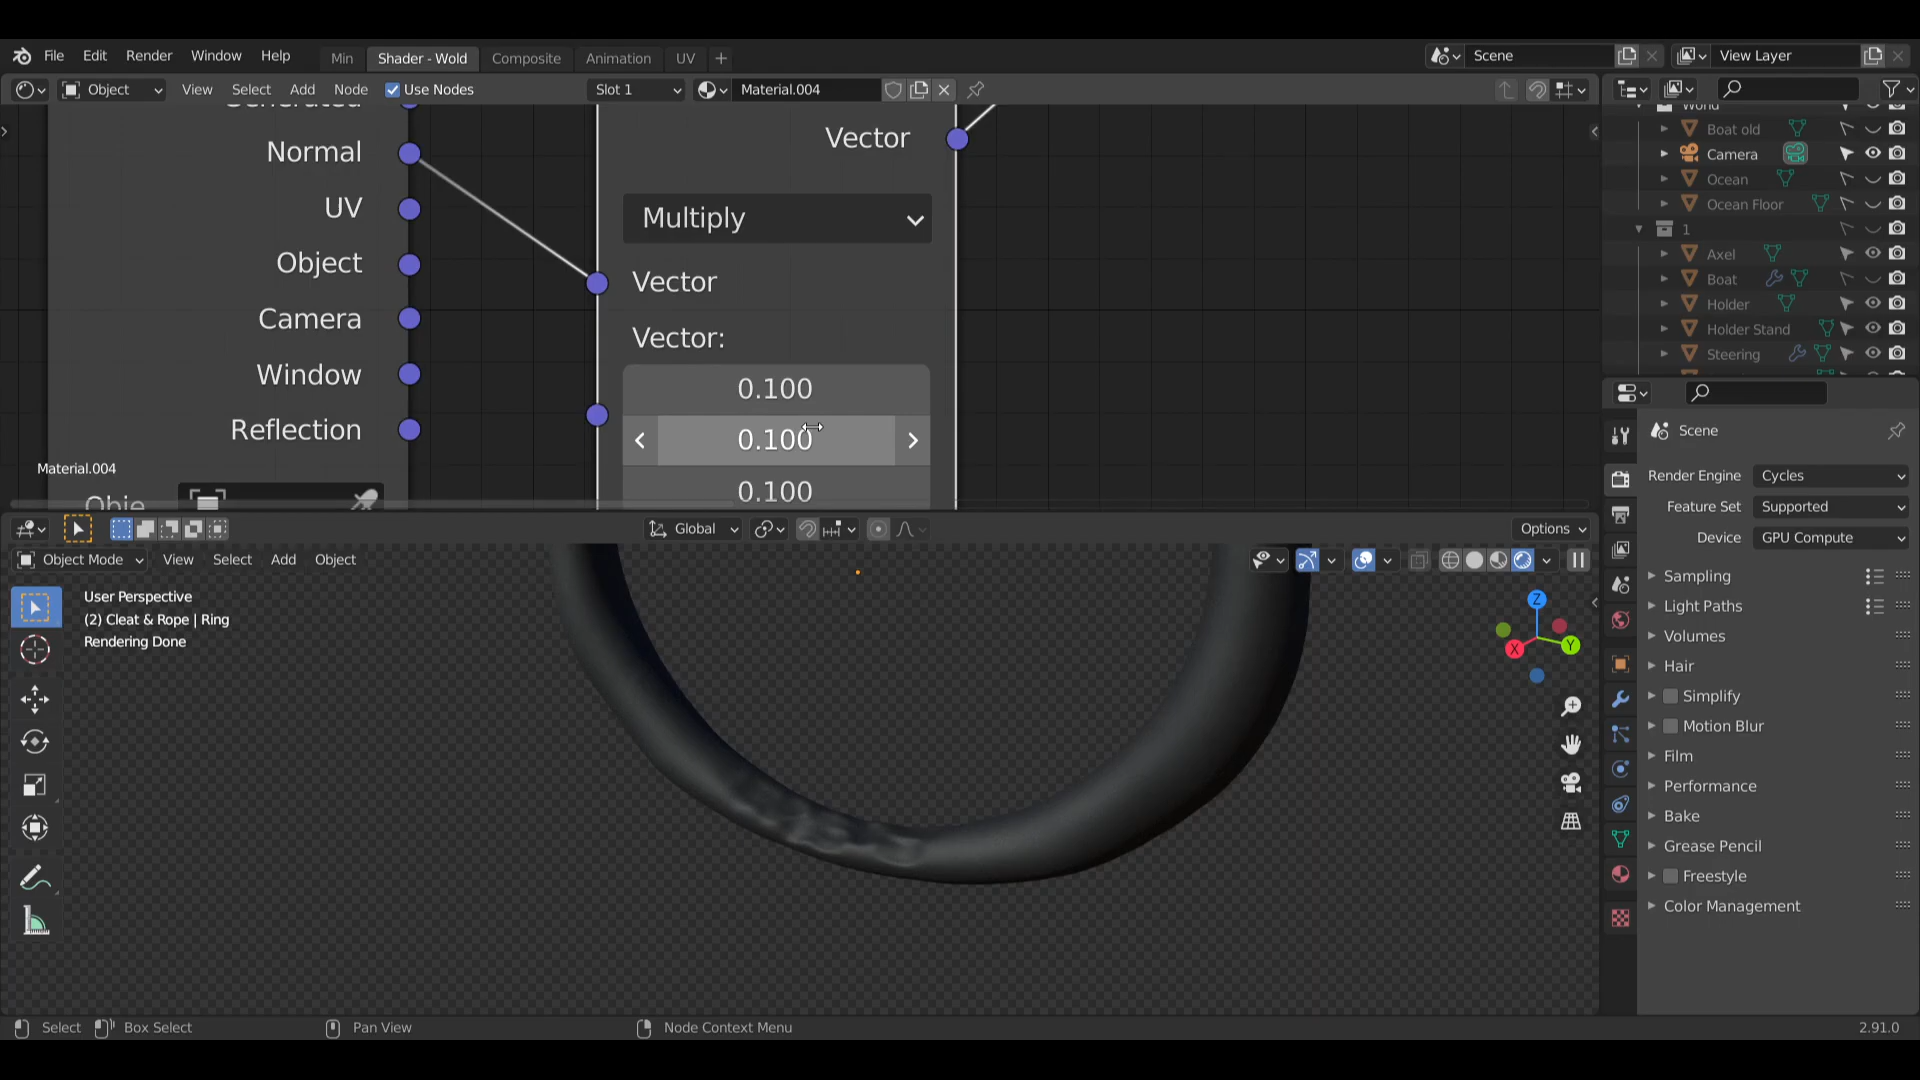 File Edit Render Window Help Min Shader - Wold Composite Animation UV + Scene View Layer
Object View Select Add Node Use Nodes Slot 1 Material.004
Generated
Normal
UV
Object
Camera
Window
Reflection
Material.004
Obje
Vector
Multiply
Vector
Vector:
0.100
0.100
0.100
World
Boat old
Camera
Ocean
Ocean Floor
1
Axel
Boat
Holder
Holder Stand
Steering
Global Options
Object Mode View Select Add Object
User Perspective
(2) Cleat & Rope | Ring
Rendering Done
Z
X Y
Scene
Render Engine Cycles
Feature Set Supported
Device GPU Compute
Sampling
Light Paths
Volumes
Hair
Simplify
Motion Blur
Film
Performance
Bake
Grease Pencil
Freestyle
Color Management
Select Box Select Pan View Node Context Menu 2.91.0